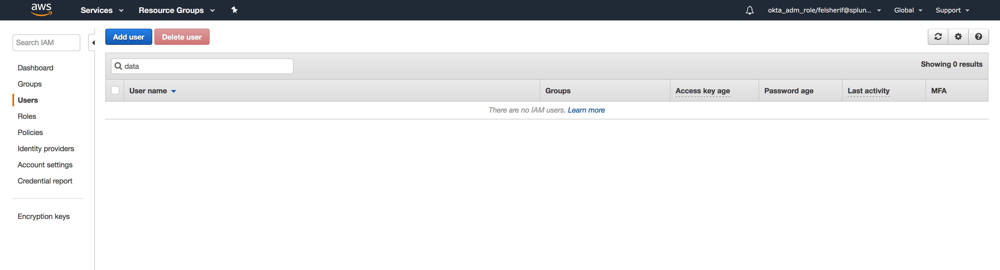 aws Services Resource Groups okta_adm_role/felsherif@splun... Global Support
Search IAM
Dashboard
Groups
Users
Roles
Policies
Identity providers
Account settings
Credential report
Encryption keys
Add user Delete user
data Showing 0 results
User name Groups Access key age Password age Last activity MFA
There are no IAM users. Learn more